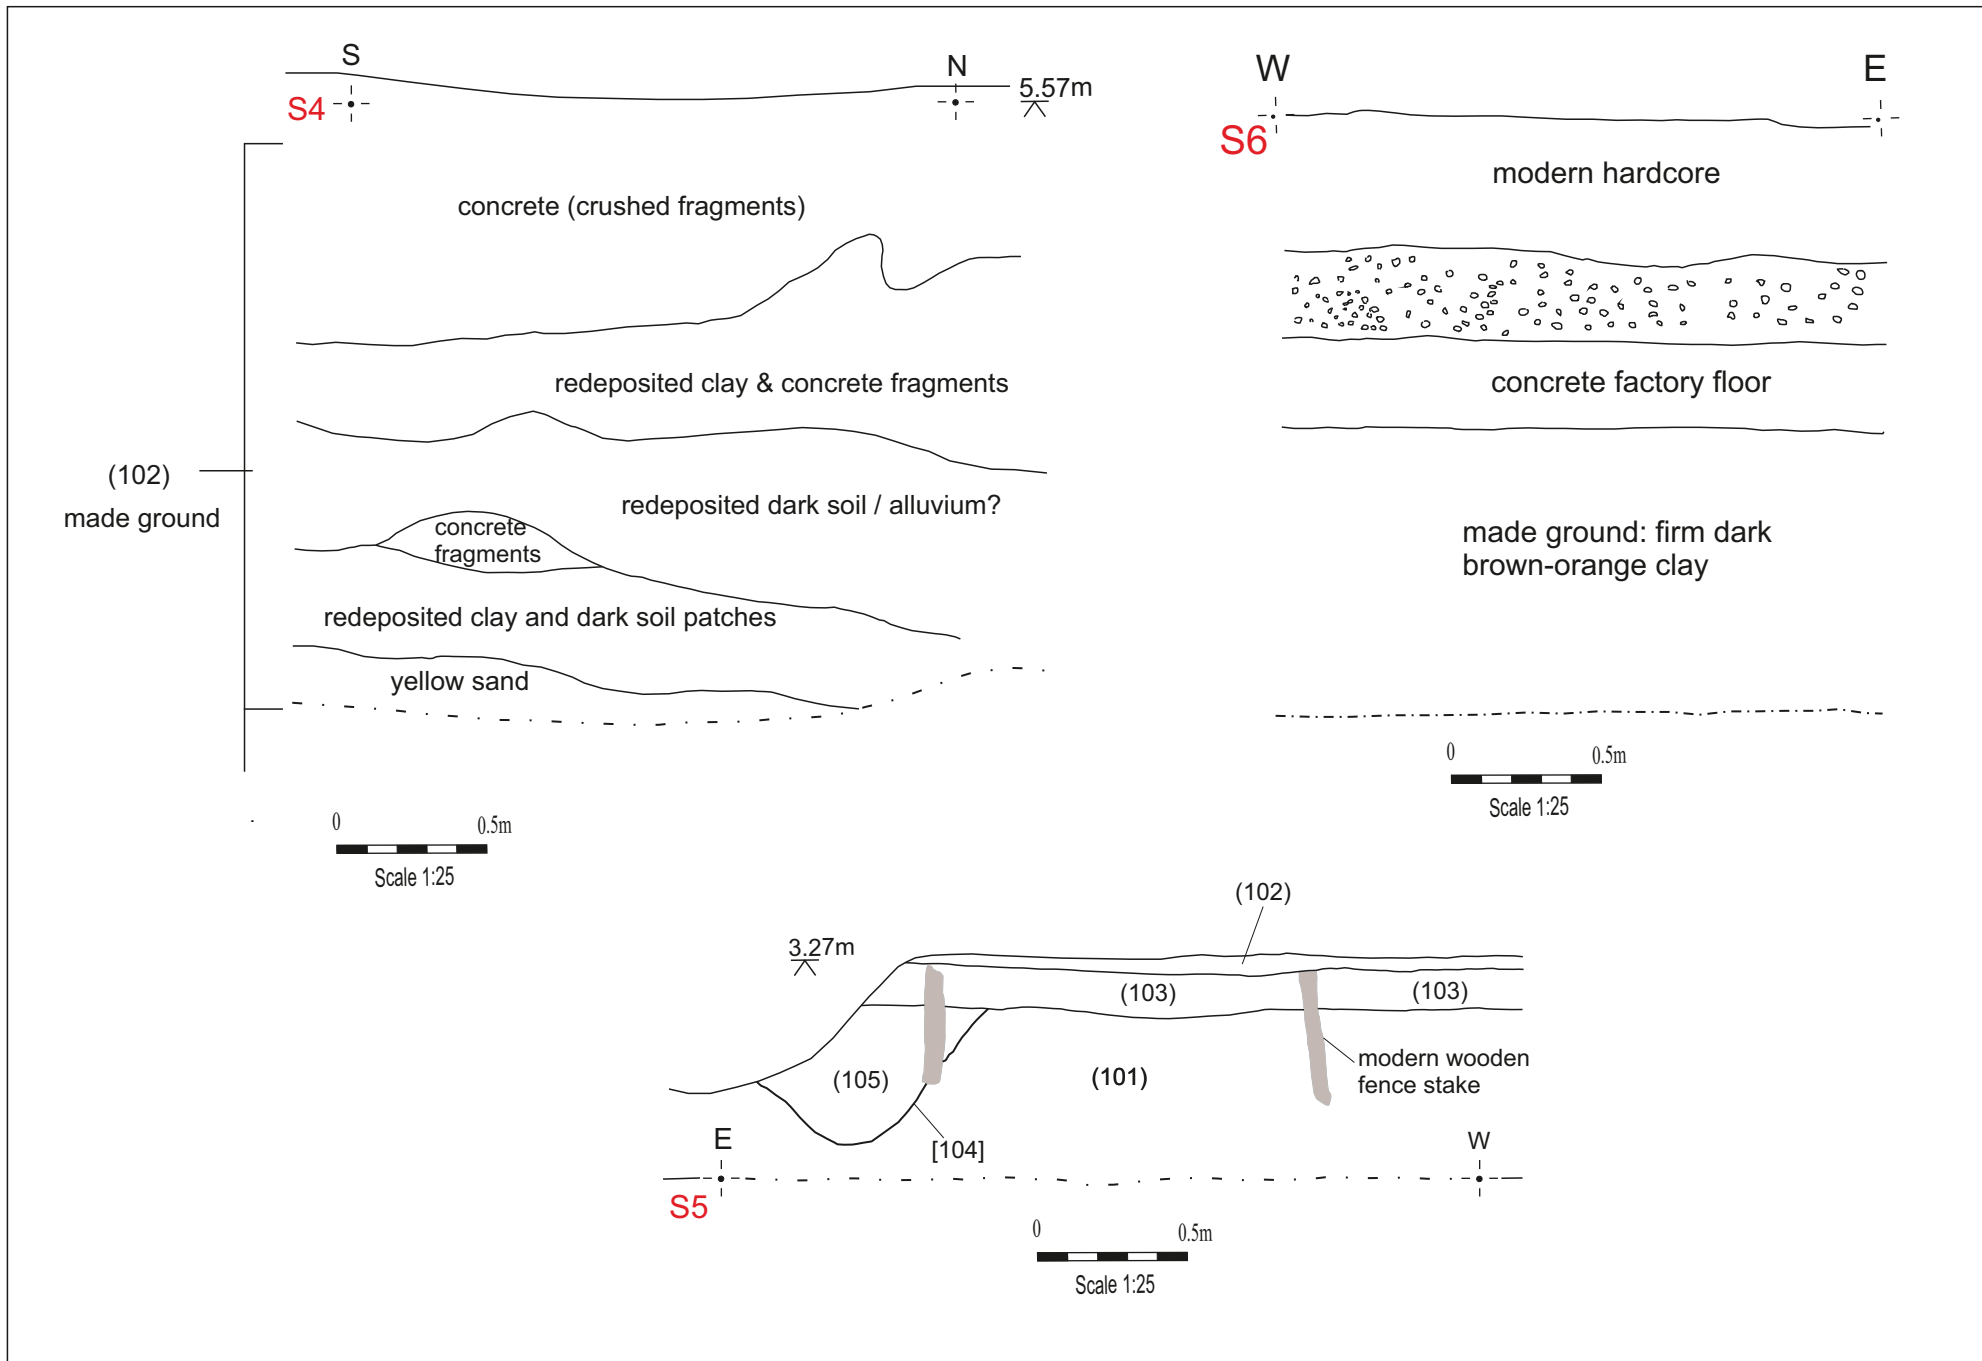 S
N
5.57m
S4
concrete (crushed fragments)
redeposited clay & concrete fragments
(102)
made ground
redeposited dark soil / alluvium?
concrete
fragments
redeposited clay and dark soil patches
yellow sand
0 0.5m
Scale 1:25
W
E
S6
modern hardcore
concrete factory floor
made ground: firm dark
brown-orange clay
0 0.5m
Scale 1:25
(102)
3.27m
(103)
(103)
modern wooden
fence stake
(105)
(101)
[104]
E
W
S5
0 0.5m
Scale 1:25